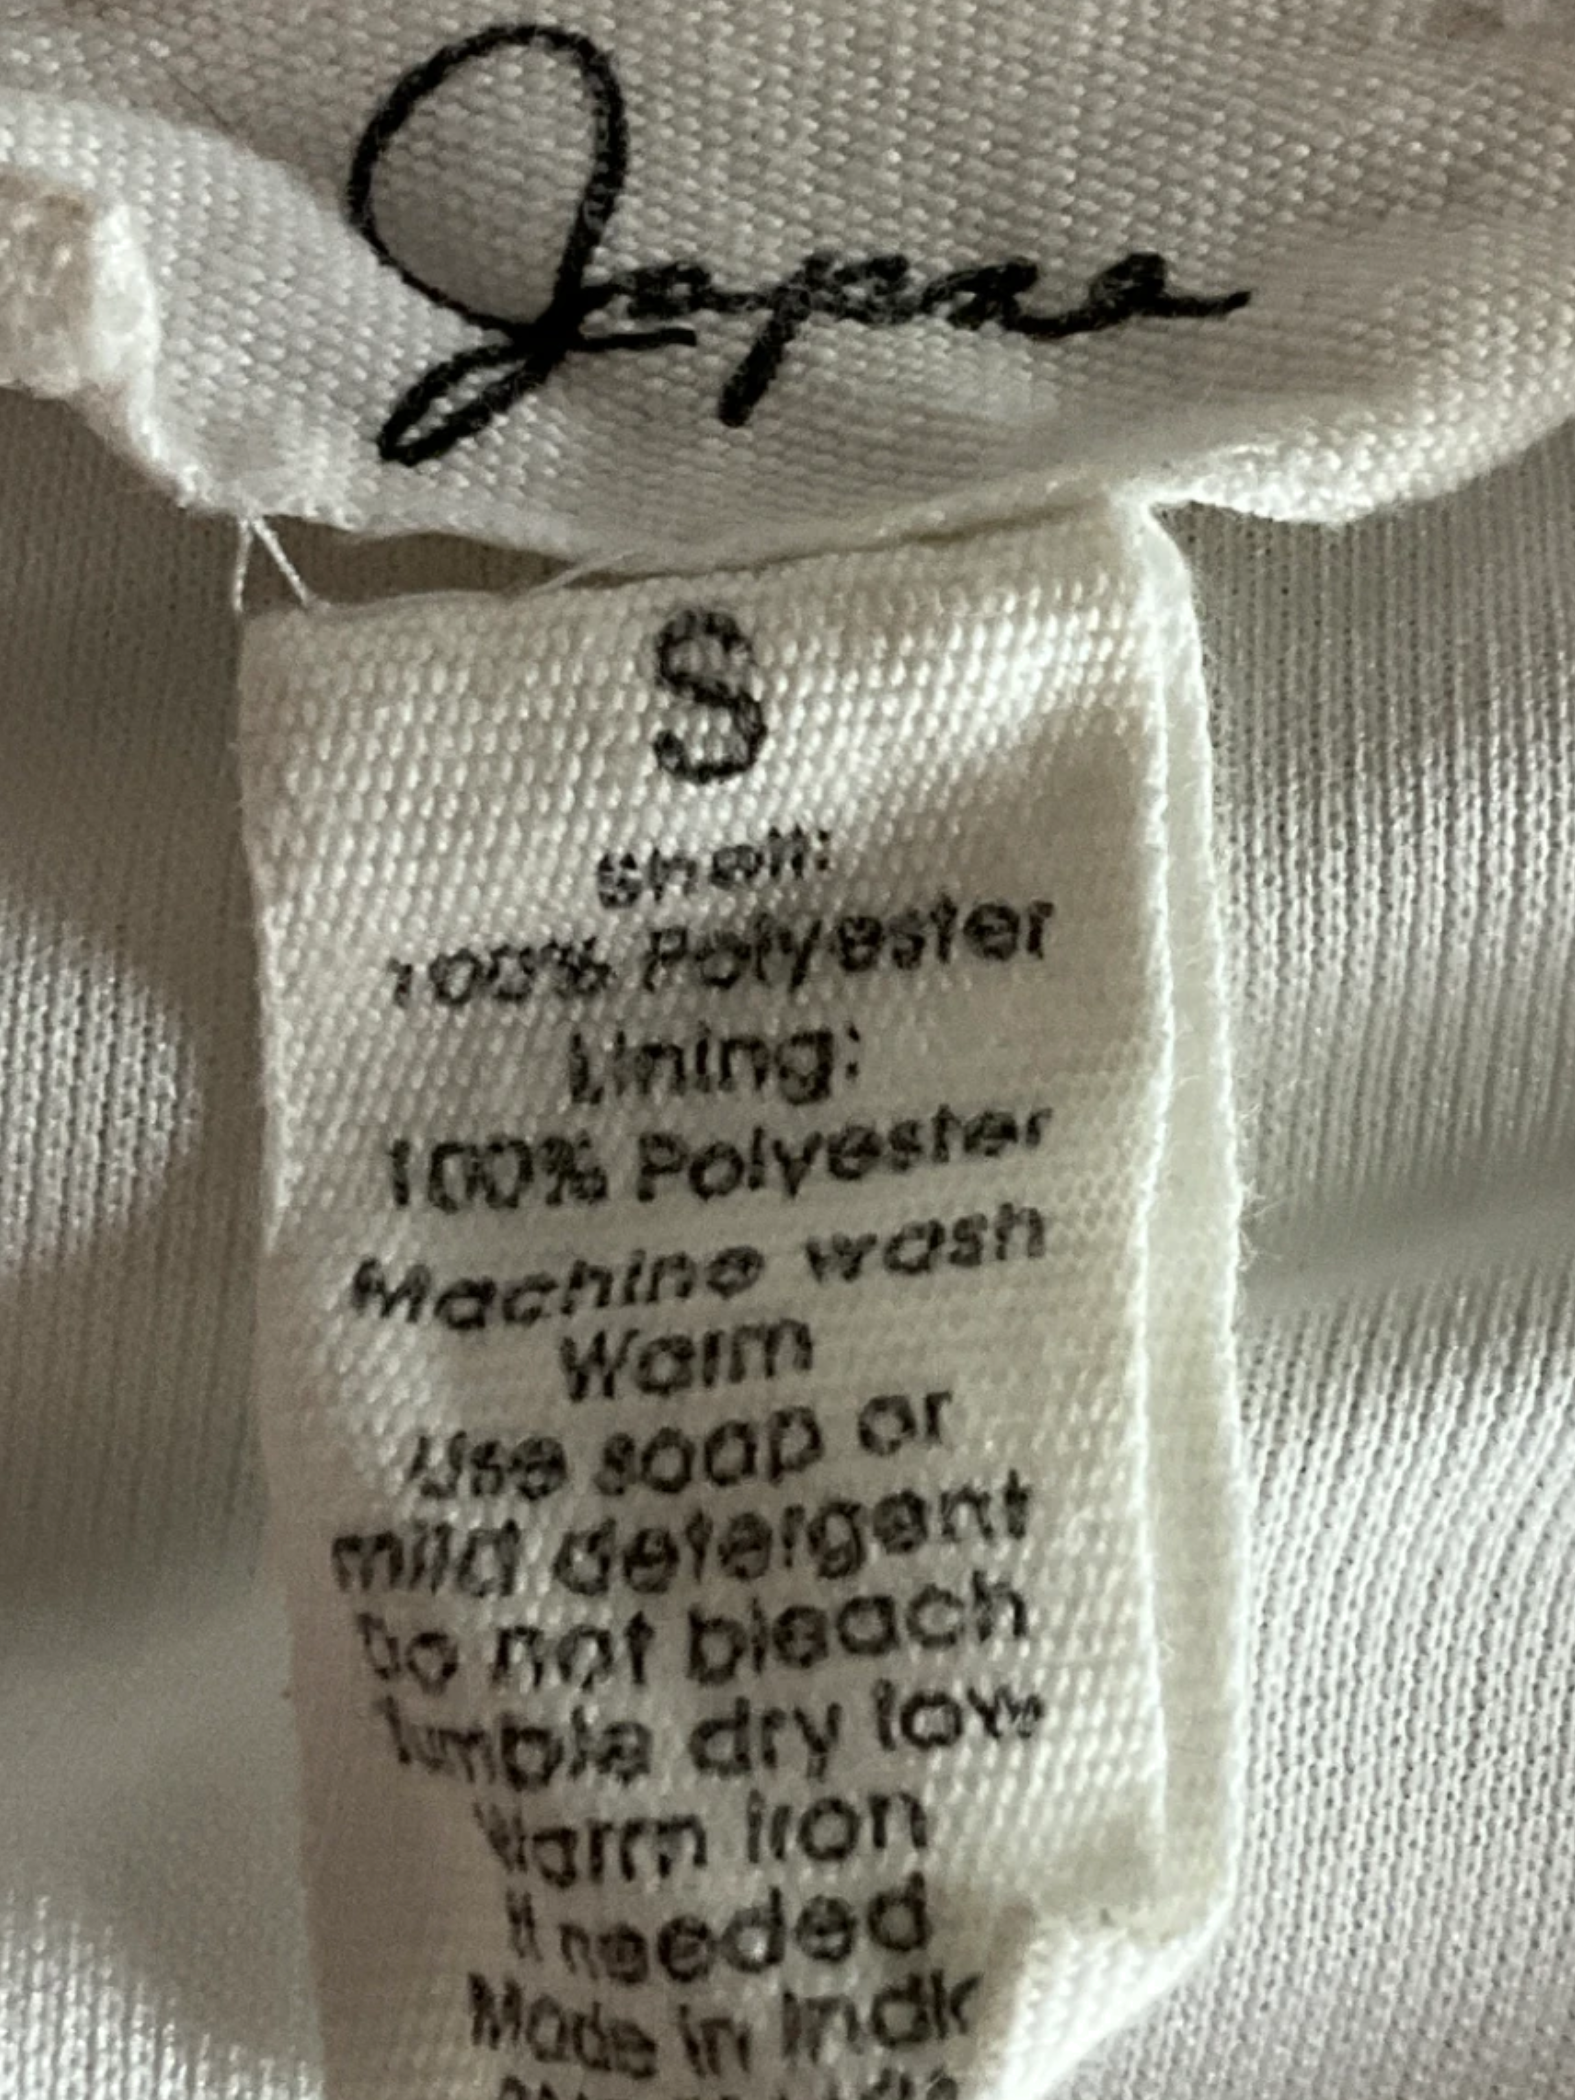 Japna
S
Shell:
100% Polyester
Lining:
100% Polyester
Machine wash
Warm
Use soap or
mild detergent
Do not bleach
Tumble dry low
Warm iron
If needed
Made in